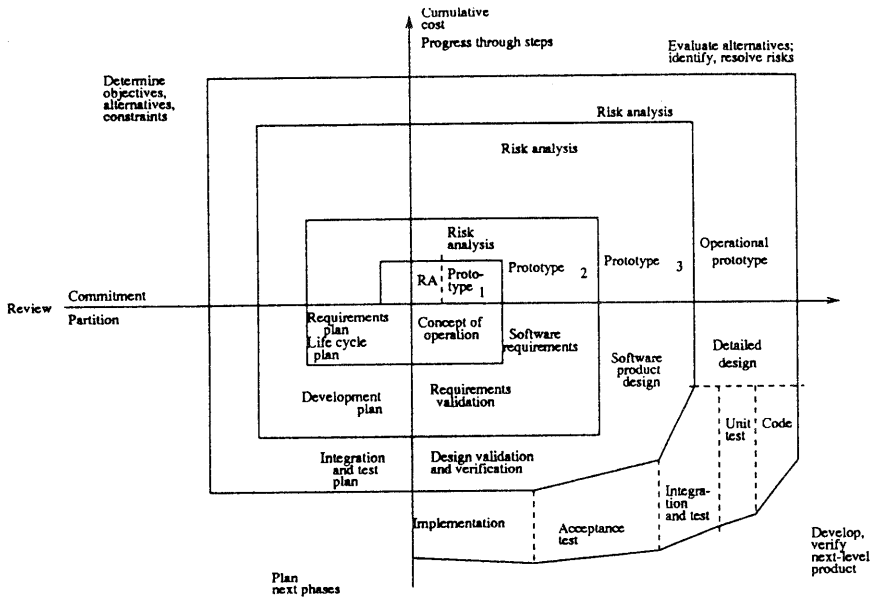 Cumulative
cost
Progress through steps
Evaluate alternatives;
identify, resolve risks
Determine
objectives,
alternatives,
constraints
Risk analysis
Risk analysis
Risk
analysis
RA
Proto-
type 1
Prototype 2
Prototype 3
Operational
prototype
Review
Commitment
Partition
Requirements
plan
Life cycle
plan
Concept of
operation
Software
requirements
Software
product
design
Detailed
design
Development
plan
Requirements
validation
Unit
test
Code
Integration
and test
plan
Design validation
and verification
Integra-
tion
and test
Implementation
Acceptance
test
Develop,
verify
next-level
product
Plan
next phases